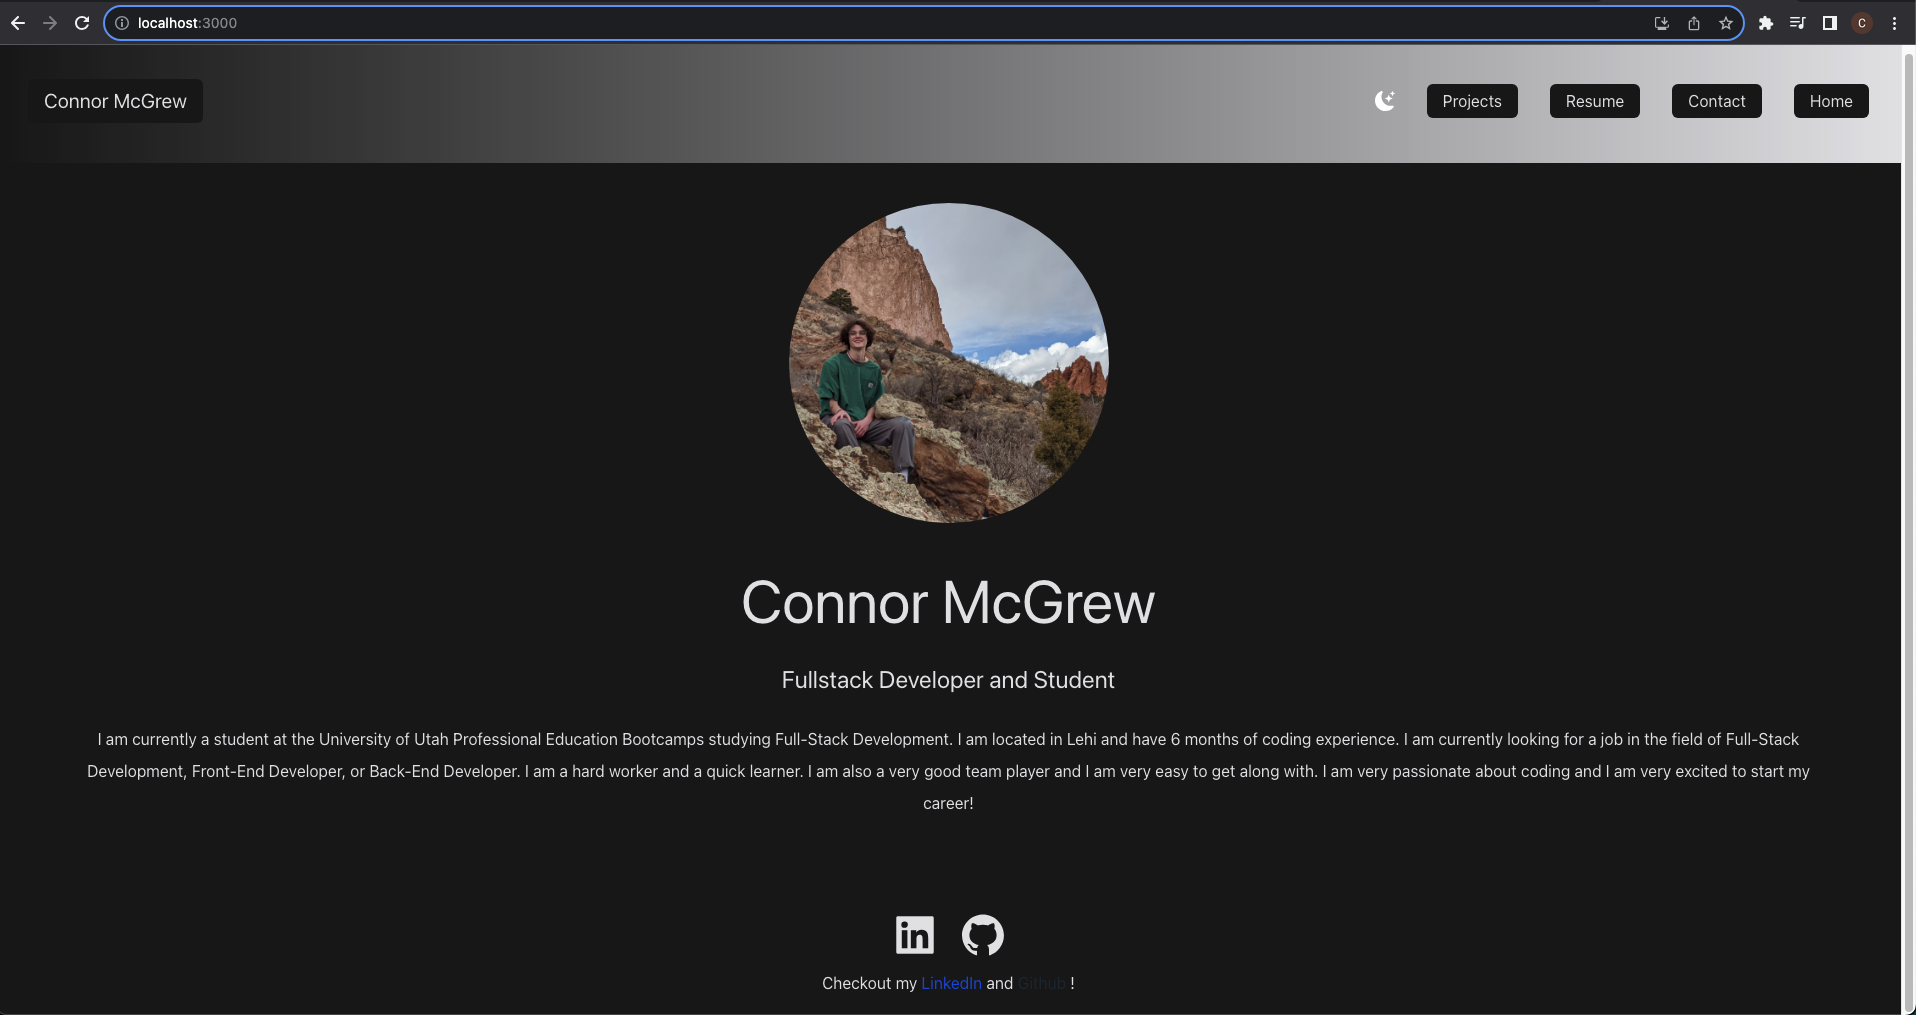 localhost:3000
C
Connor McGrew
Projects
Resume
Contact
Home
Connor McGrew
Fullstack Developer and Student
I am currently a student at the University of Utah Professional Education Bootcamps studying Full-Stack Development. I am located in Lehi and have 6 months of coding experience. I am currently looking for a job in the field of Full-Stack
Development, Front-End Developer, or Back-End Developer. I am a hard worker and a quick learner. I am also a very good team player and I am very easy to get along with. I am very passionate about coding and I am very excited to start my
career!
in
Checkout my LinkedIn and Github !